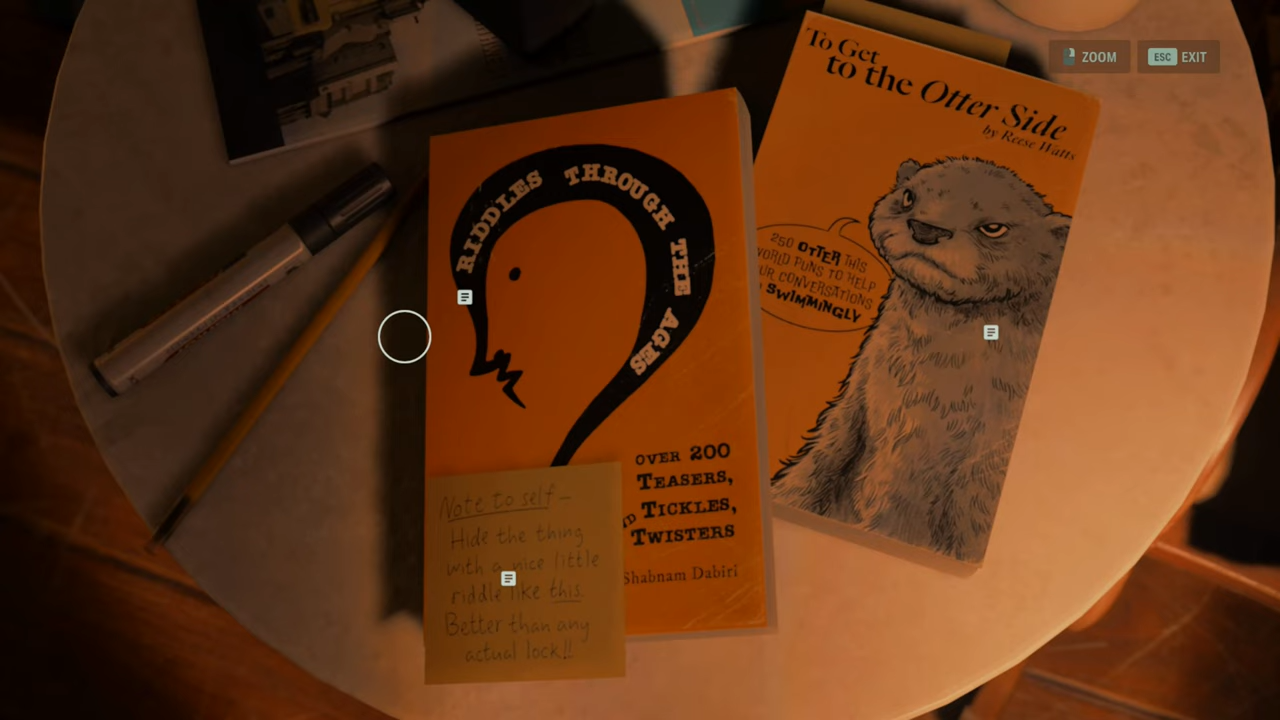 ZOOM
ESC EXIT
To Get
to the Otter Side
by Reese Watts
250 OTTER THIS
WORLD PUNS TO HELP
CONVERSATIONS
SWIMMINGLY
RIDDLES THROUGH THE AGES
OVER 200
TEASERS,
TICKLES,
TWISTERS
Shabnam Dabiri
Note to self -
Hide the thing
with a nice little
riddle like this.
Better than any
actual lock!!